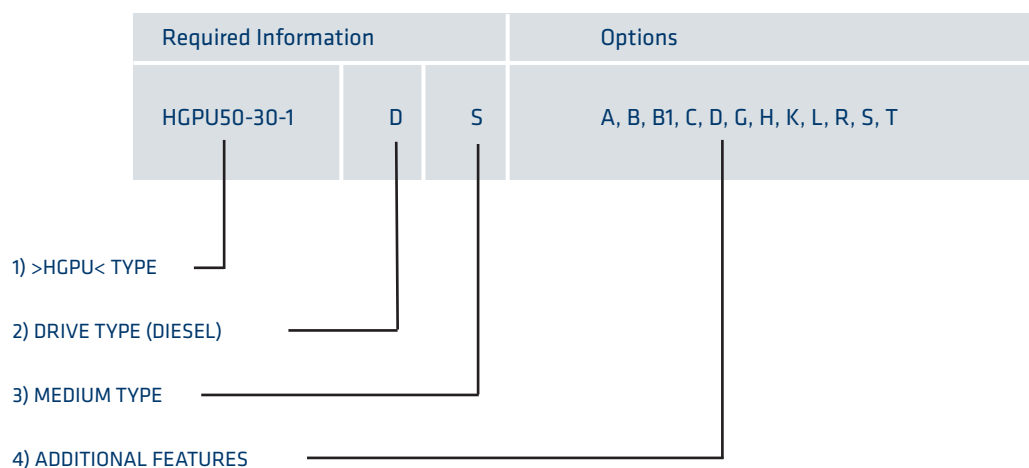 Required Information Options
HGPU50-30-1 D S A, B, B1, C, D, G, H, K, L, R, S, T
1) >HGPU< TYPE
2) DRIVE TYPE (DIESEL)
3) MEDIUM TYPE
4) ADDITIONAL FEATURES